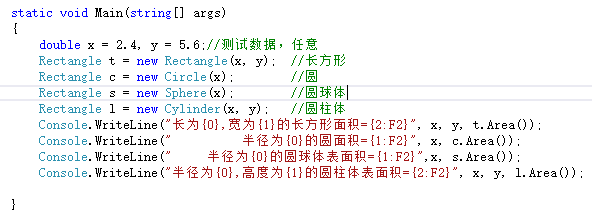 static void Main(string[] args)
{
double x = 2.4, y = 5.6;//测试数据，任意
Rectangle t = new Rectangle(x, y); //长方形
Rectangle c = new Circle(x); //圆
Rectangle s = new Sphere(x); //圆球体
Rectangle l = new Cylinder(x, y); //圆柱体
Console.WriteLine("长为{0},宽为{1}的长方形面积={2:F2}", x, y, t.Area());
Console.WriteLine(" 半径为{0}的圆面积={1:F2}", x, c.Area());
Console.WriteLine(" 半径为{0}的圆球体表面积={1:F2}",x, s.Area());
Console.WriteLine("半径为{0},高度为{1}的圆柱体表面积={2:F2}", x, y, l.Area());
}